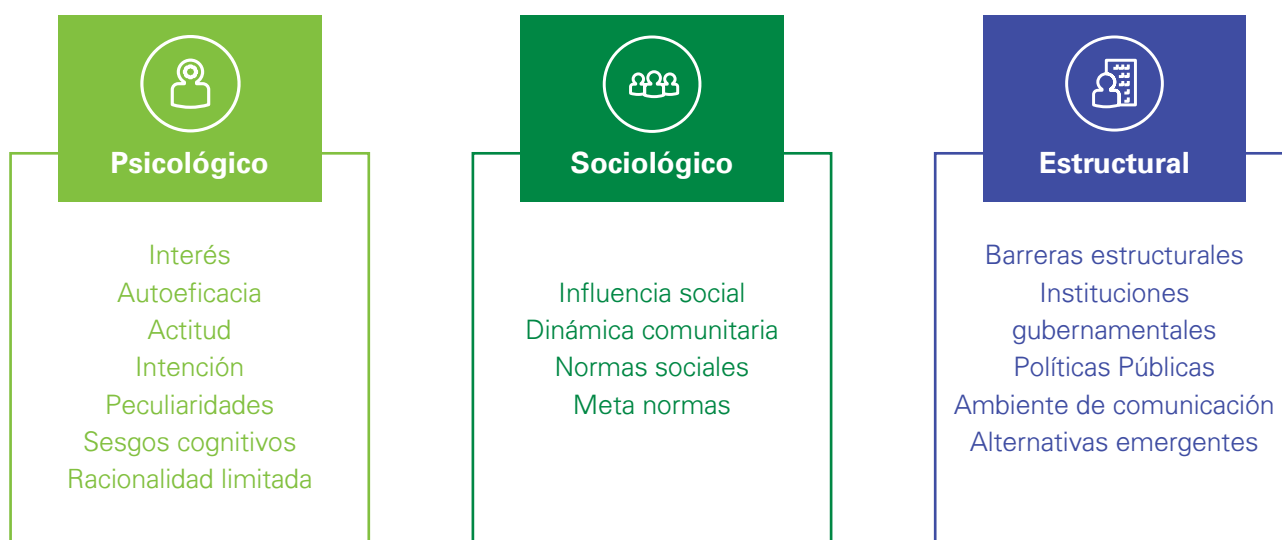 Psicológico
Interés
Autoeficacia
Actitud
Intención
Peculiaridades
Sesgos cognitivos
Racionalidad limitada
Sociológico
Influencia social
Dinámica comunitaria
Normas sociales
Meta normas
Estructural
Barreras estructurales
Instituciones
gubernamentales
Políticas Públicas
Ambiente de comunicación
Alternativas emergentes